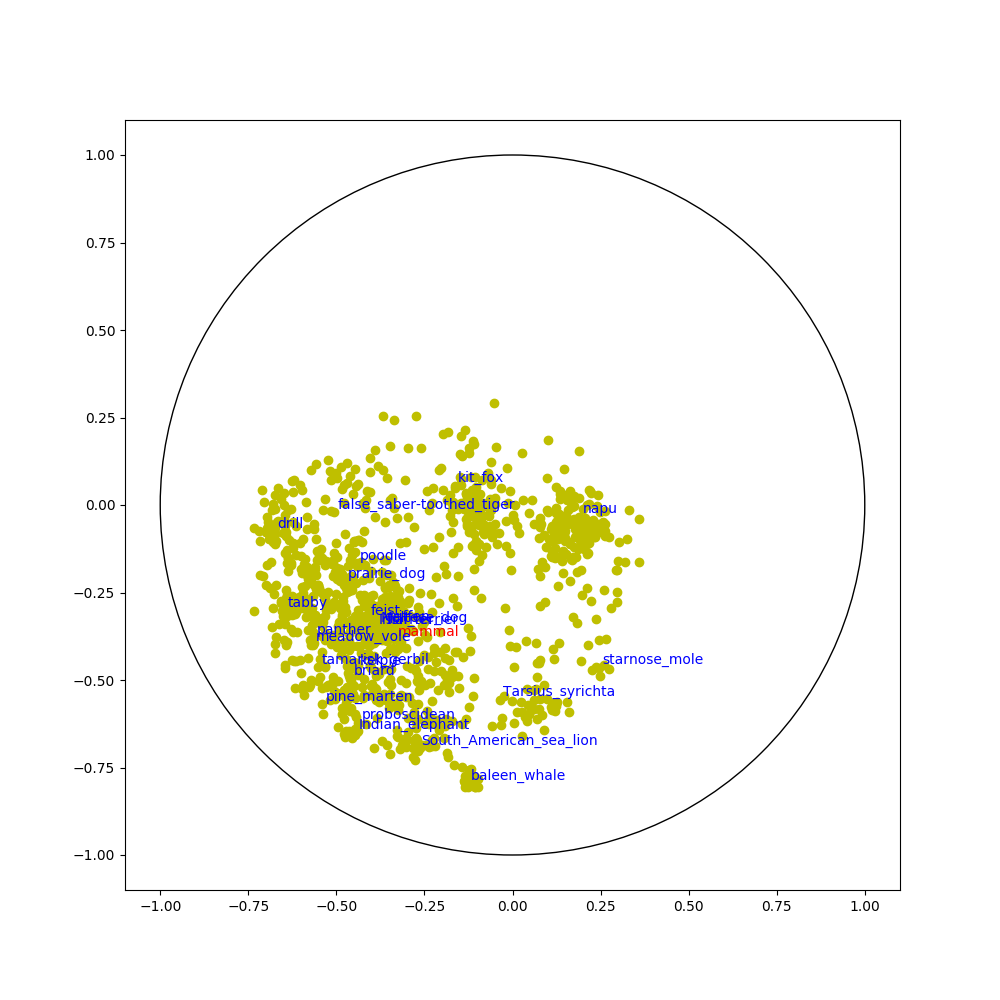 1.00
0.75
0.50
0.25
0.00
−0.25
−0.50
−0.75
−1.00
kit_fox
false_saber-toothed_tiger
napu
drill
poodle
prairie_dog
tabby
feist
panther
mammal
meadow_vole
kelpie
briard
starnose_mole
pine_marten
Tarsius_syrichta
proboscidean
Indian_elephant
South_American_sea_lion
baleen_whale
−1.00 −0.75 −0.50 −0.25 0.00 0.25 0.50 0.75 1.00